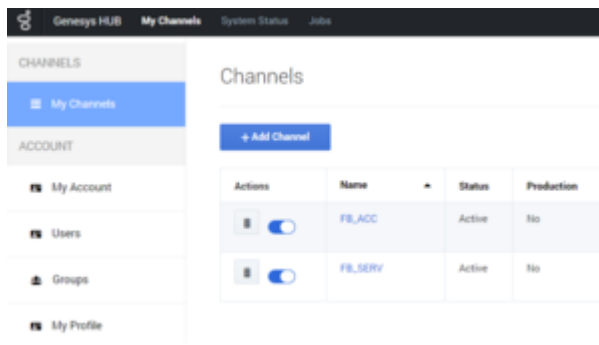 Genesys HUB My Channels System Status Jobs
CHANNELS
My Channels
ACCOUNT
My Account
Users
Groups
My Profile
Channels
+ Add Channel
Actions Name Status Production
FB_ACC Active No
FB_SERV Active No